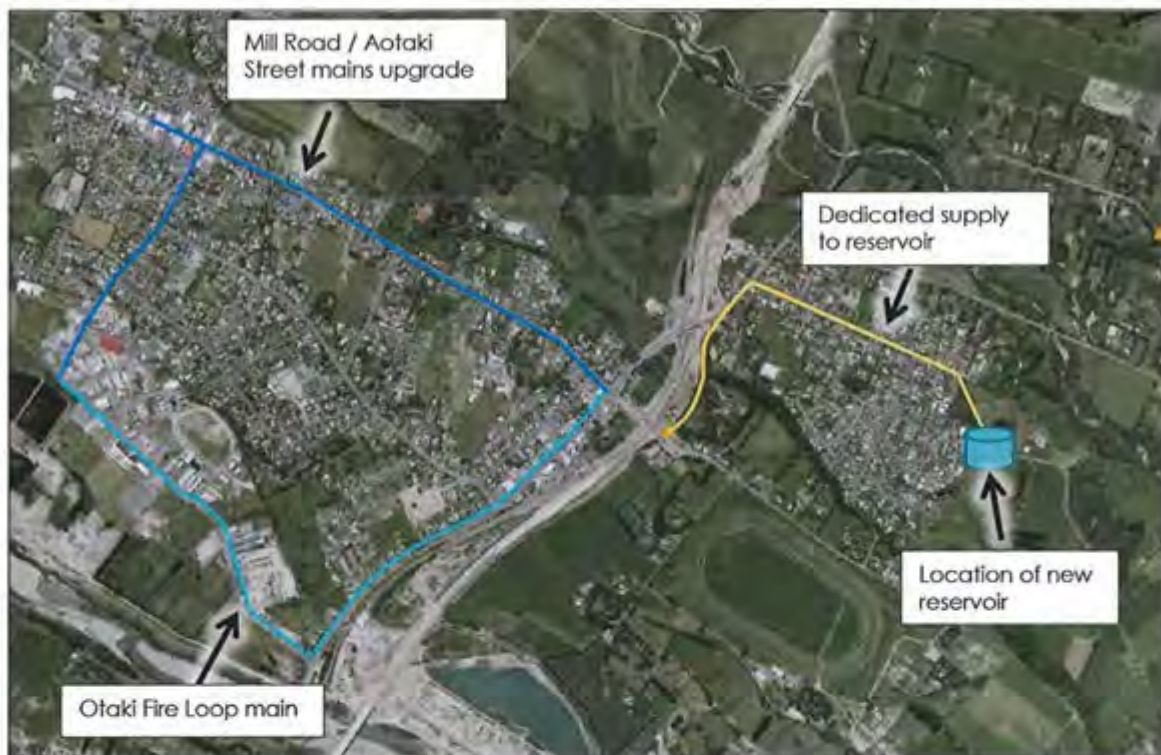 Mill Road / Aotaki
Street mains upgrade
Dedicated supply
to reservoir
Location of new
reservoir
Otaki Fire Loop main